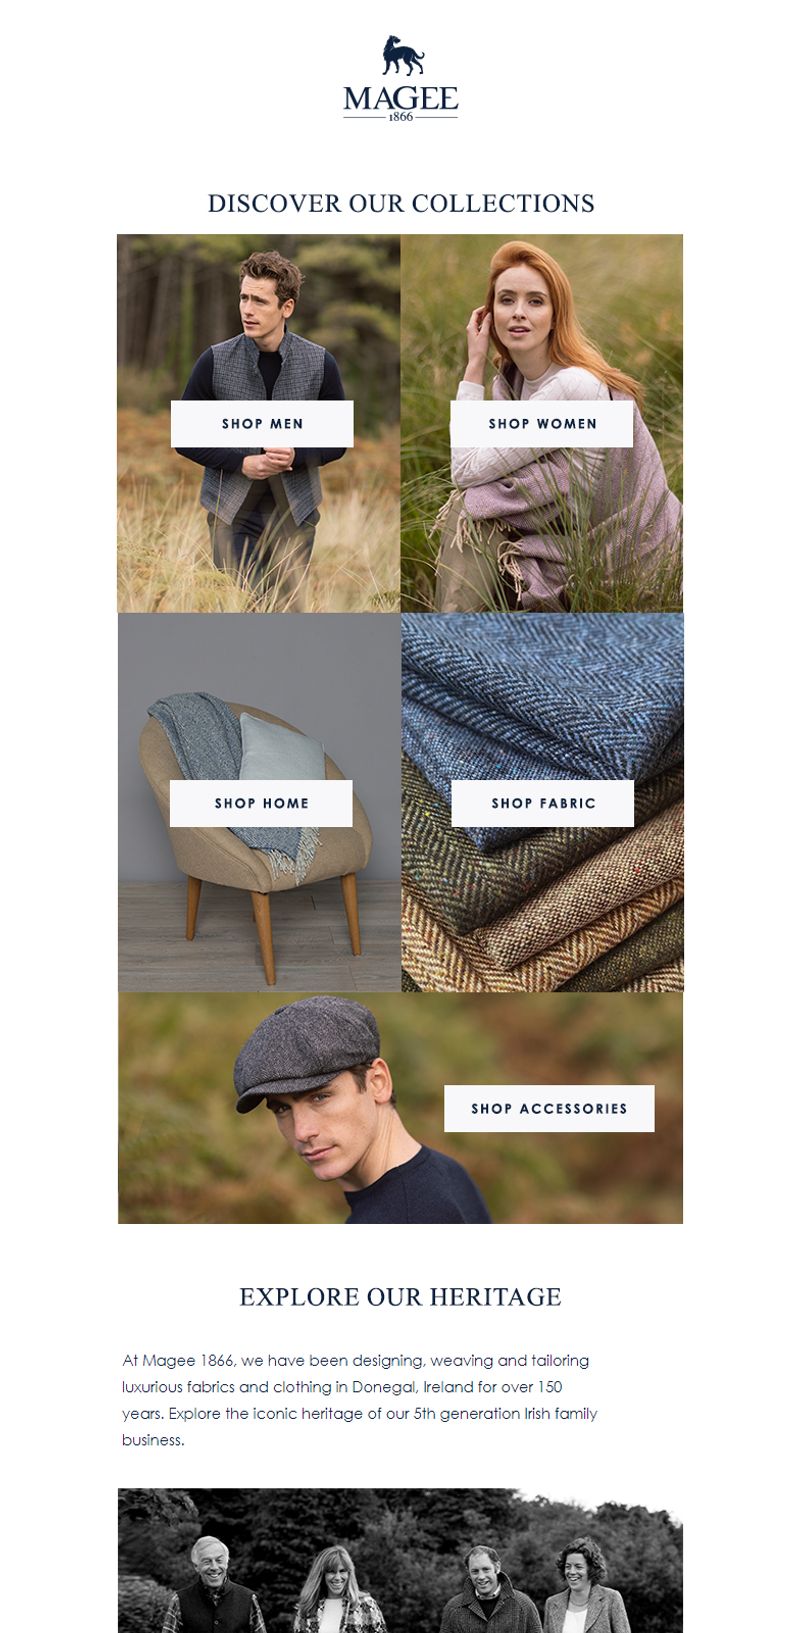 MAGEE
1866
DISCOVER OUR COLLECTIONS
SHOP MEN
SHOP WOMEN
SHOP HOME
SHOP FABRIC
SHOP ACCESSORIES
EXPLORE OUR HERITAGE
At Magee 1866, we have been designing, weaving and tailoring
luxurious fabrics and clothing in Donegal, Ireland for over 150
years. Explore the iconic heritage of our 5th generation Irish family
business.